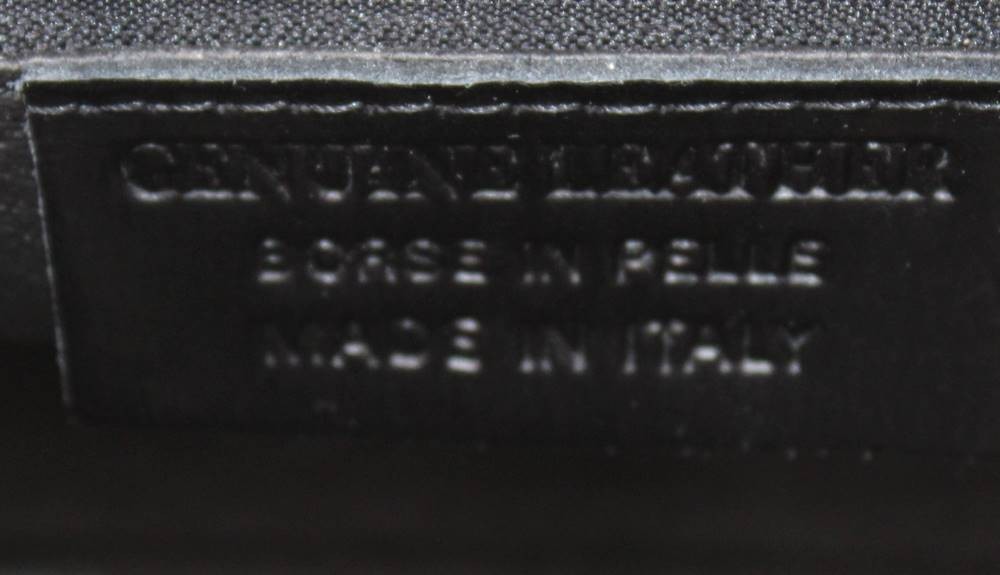 GENUINE LEATHER
BORSE IN PELLE
MADE IN ITALY